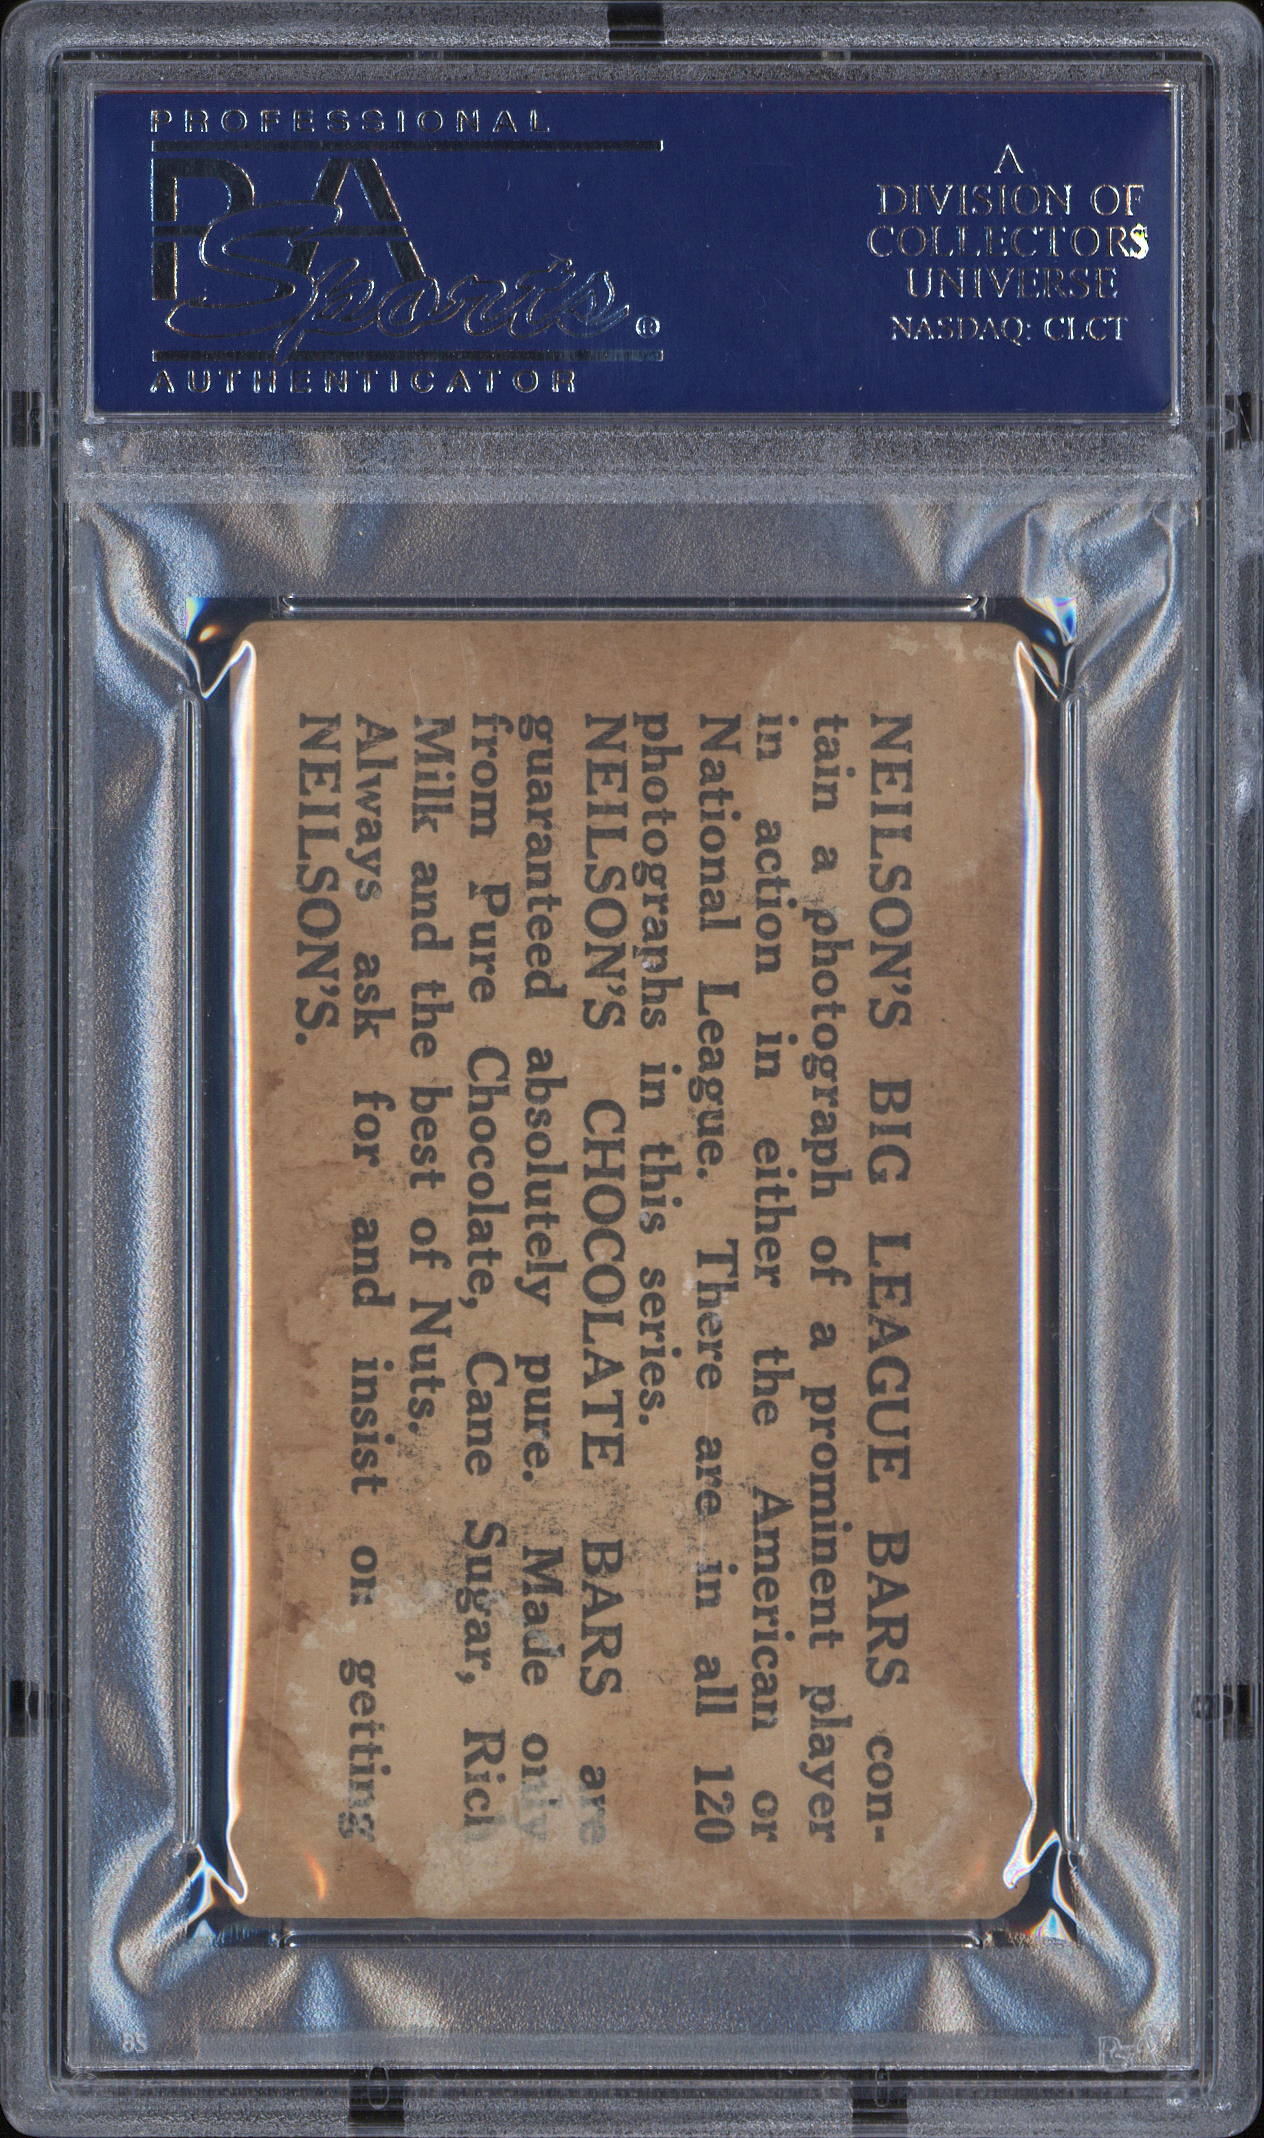 PROFESSIONAL
PSA
Sports®
AUTHENTICATOR
A
DIVISION OF
COLLECTORS
UNIVERSE
NASDAQ: CLCT
NEILSON'S BIG LEAGUE BARS con-
tain a photograph of a prominent player
in action in either the American or
National League. There are in all 120
photographs in this series.
NEILSON'S CHOCOLATE BARS are
guaranteed absolutely pure. Made only
from Pure Chocolate, Cane Sugar, Rich
Milk and the best of Nuts.
Always ask for and insist on getting
NEILSON'S.